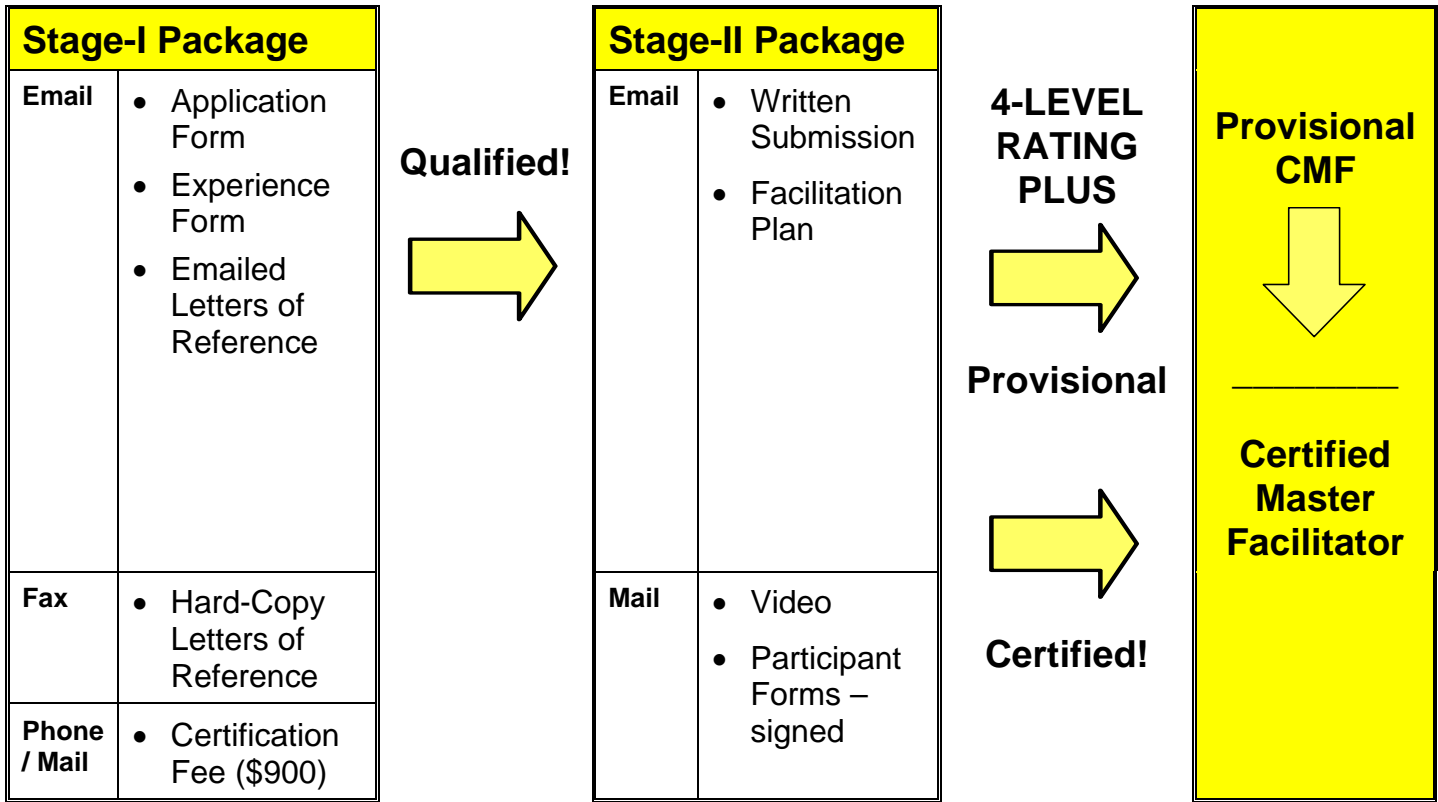 Stage-I Package
Email
• Application
Form
• Experience
Form
• Emailed
Letters of
Reference
Fax
• Hard-Copy
Letters of
Reference
Phone
/ Mail
• Certification
Fee ($900)
Qualified!
Stage-II Package
Email
• Written
Submission
• Facilitation
Plan
Mail
• Video
• Participant
Forms –
signed
4-LEVEL
RATING
PLUS
Provisional
Certified!
Provisional
CMF
________
Certified
Master
Facilitator